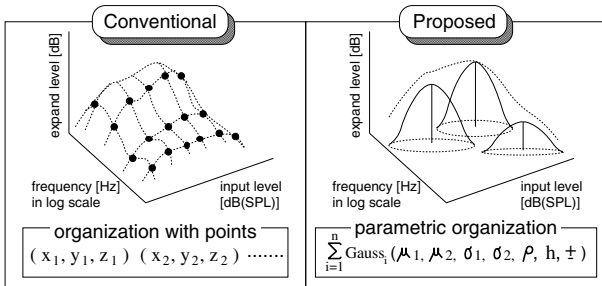 Conventional
expand level [dB]
frequency [Hz]
in log scale
input level
[dB(SPL)]
organization with points
( x₁, y₁, z₁ ) ( x₂, y₂, z₂ ) ·······
Proposed
expand level [dB]
frequency [Hz]
in log scale
input level
[dB(SPL)]
parametric organization
n
∑ Gaussᵢ ( μ₁, μ₂, σ₁, σ₂, ρ, h, ± )
i=1